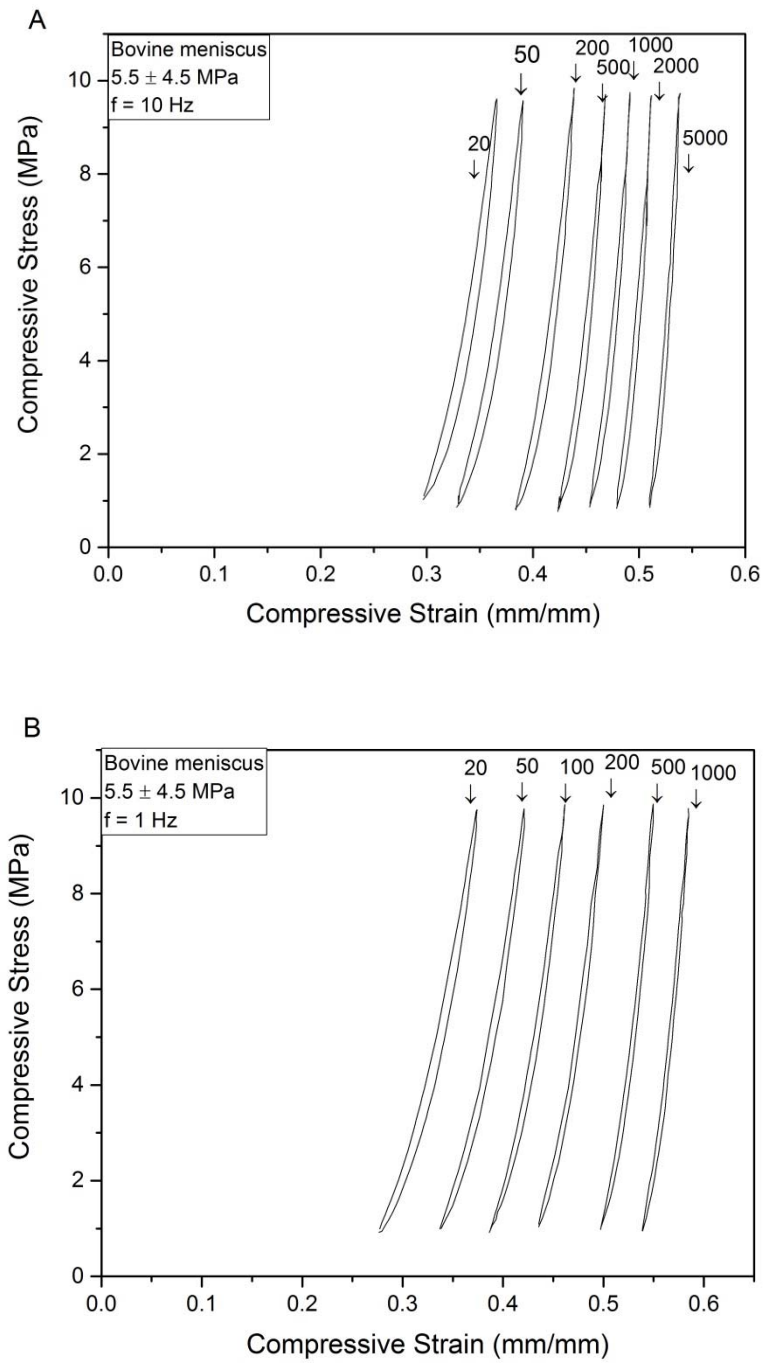 A
Bovine meniscus
5.5 ± 4.5 MPa
f = 10 Hz
20
50
200
500
1000
2000
5000
10
8
6
4
2
0
Compressive Stress (MPa)
0.0 0.1 0.2 0.3 0.4 0.5 0.6
Compressive Strain (mm/mm)
B
Bovine meniscus
5.5 ± 4.5 MPa
f = 1 Hz
20 50 100 200 500 1000
10
8
6
4
2
0
Compressive Stress (MPa)
0.0 0.1 0.2 0.3 0.4 0.5 0.6
Compressive Strain (mm/mm)